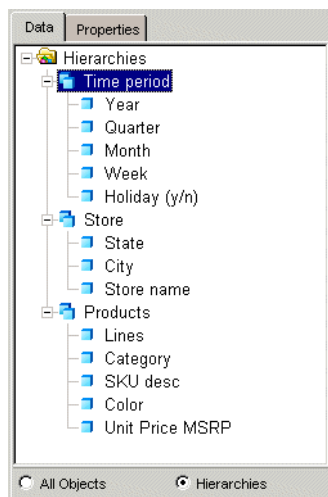 Data Properties
Hierarchies
Time period
Year
Quarter
Month
Week
Holiday (y/n)
Store
State
City
Store name
Products
Lines
Category
SKU desc
Color
Unit Price MSRP
All Objects Hierarchies